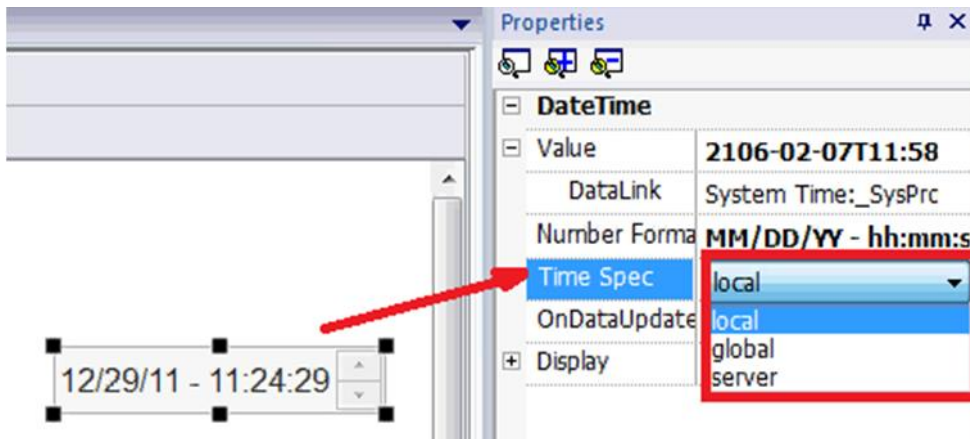 Properties
DateTime
Value 2106-02-07T11:58
DataLink System Time:_SysPrc
Number Forma MM/DD/YY - hh:mm:s
Time Spec local
OnDataUpdate local
global
Display server
12/29/11 - 11:24:29